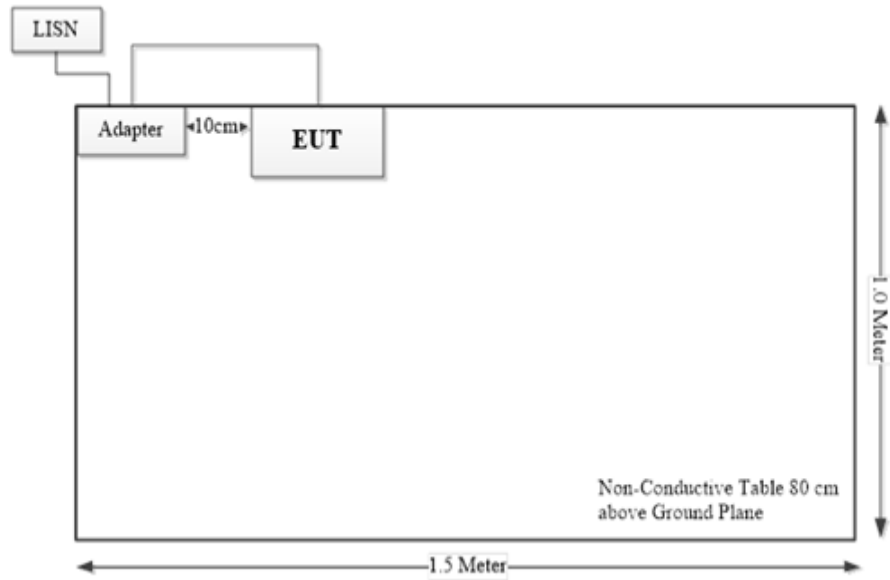 LISN
Adapter
10cm
EUT
1.0 Meter
Non-Conductive Table 80 cm
above Ground Plane
1.5 Meter